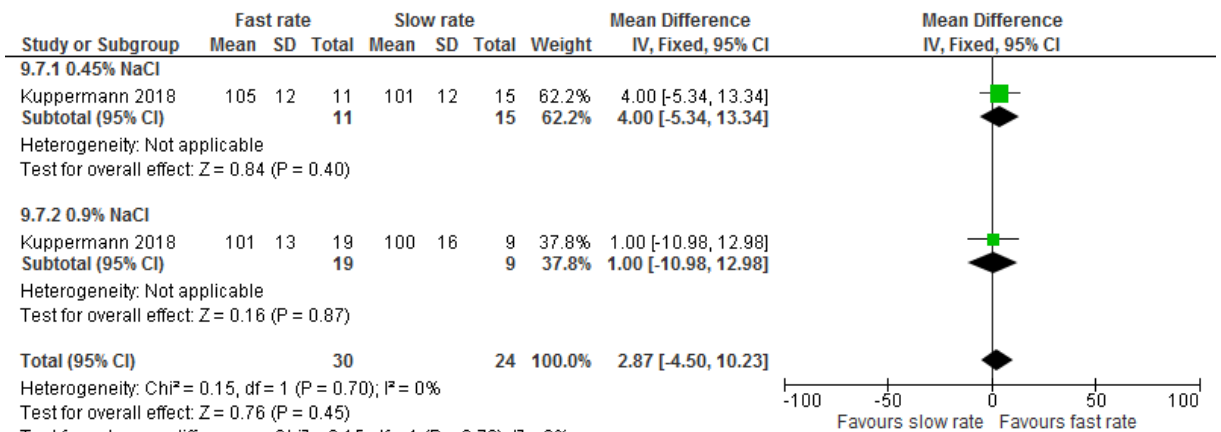 Fast rate Slow rate Mean Difference Mean Difference
Study or Subgroup Mean SD Total Mean SD Total Weight IV, Fixed, 95% CI IV, Fixed, 95% CI
9.7.1 0.45% NaCl
Kuppermann 2018 105 12 11 101 12 15 62.2% 4.00 [-5.34, 13.34]
Subtotal (95% CI) 11 15 62.2% 4.00 [-5.34, 13.34]
Heterogeneity: Not applicable
Test for overall effect: Z = 0.84 (P = 0.40)
9.7.2 0.9% NaCl
Kuppermann 2018 101 13 19 100 16 9 37.8% 1.00 [-10.98, 12.98]
Subtotal (95% CI) 19 9 37.8% 1.00 [-10.98, 12.98]
Heterogeneity: Not applicable
Test for overall effect: Z = 0.16 (P = 0.87)
Total (95% CI) 30 24 100.0% 2.87 [-4.50, 10.23]
Heterogeneity: Chi² = 0.15, df = 1 (P = 0.70); I² = 0%
Test for overall effect: Z = 0.76 (P = 0.45)
-100 -50 0 50 100
Favours slow rate Favours fast rate